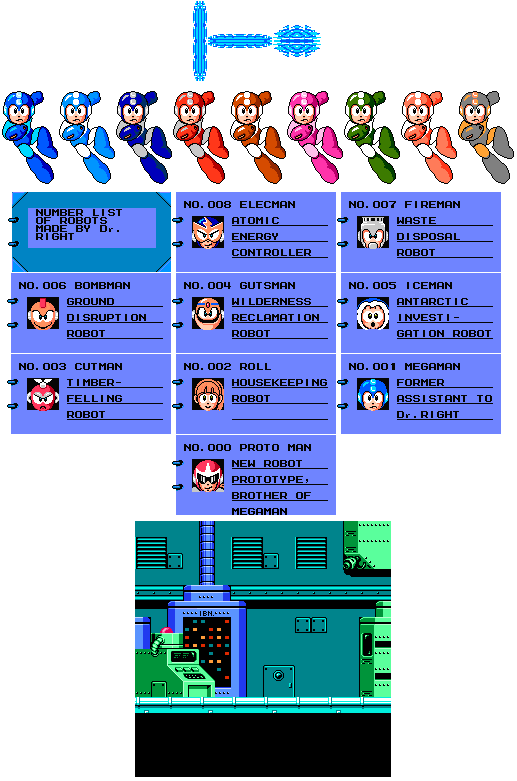 NUMBER LIST
OF ROBOTS
MADE BY Dr.
RIGHT
NO.008 ELECMAN
ATOMIC
ENERGY
CONTROLLER
NO.007 FIREMAN
WASTE
DISPOSAL
ROBOT
NO.006 BOMBMAN
GROUND
DISRUPTION
ROBOT
NO.004 GUTSMAN
WILDERNESS
RECLAMATION
ROBOT
NO.005 ICEMAN
ANTARCTIC
INVESTI-
GATION ROBOT
NO.003 CUTMAN
TIMBER-
FELLING
ROBOT
NO.002 ROLL
HOUSEKEEPING
ROBOT
NO.001 MEGAMAN
FORMER
ASSISTANT TO
Dr.RIGHT
NO.000 PROTO MAN
NEW ROBOT
PROTOTYPE,
BROTHER OF
MEGAMAN
IBN